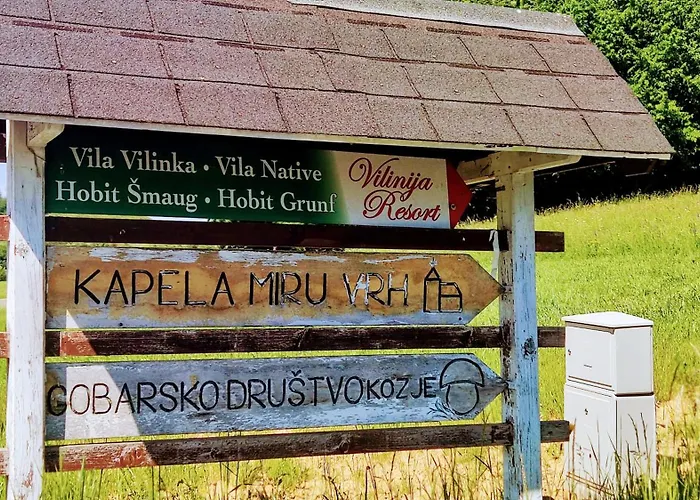 Vila Vilinka • Vila Native
Hobit Šmaug • Hobit Grunf
Vilinija
Resort
KAPELA MIRU VRH
GOBARSKO DRUŠTVO KOZJE